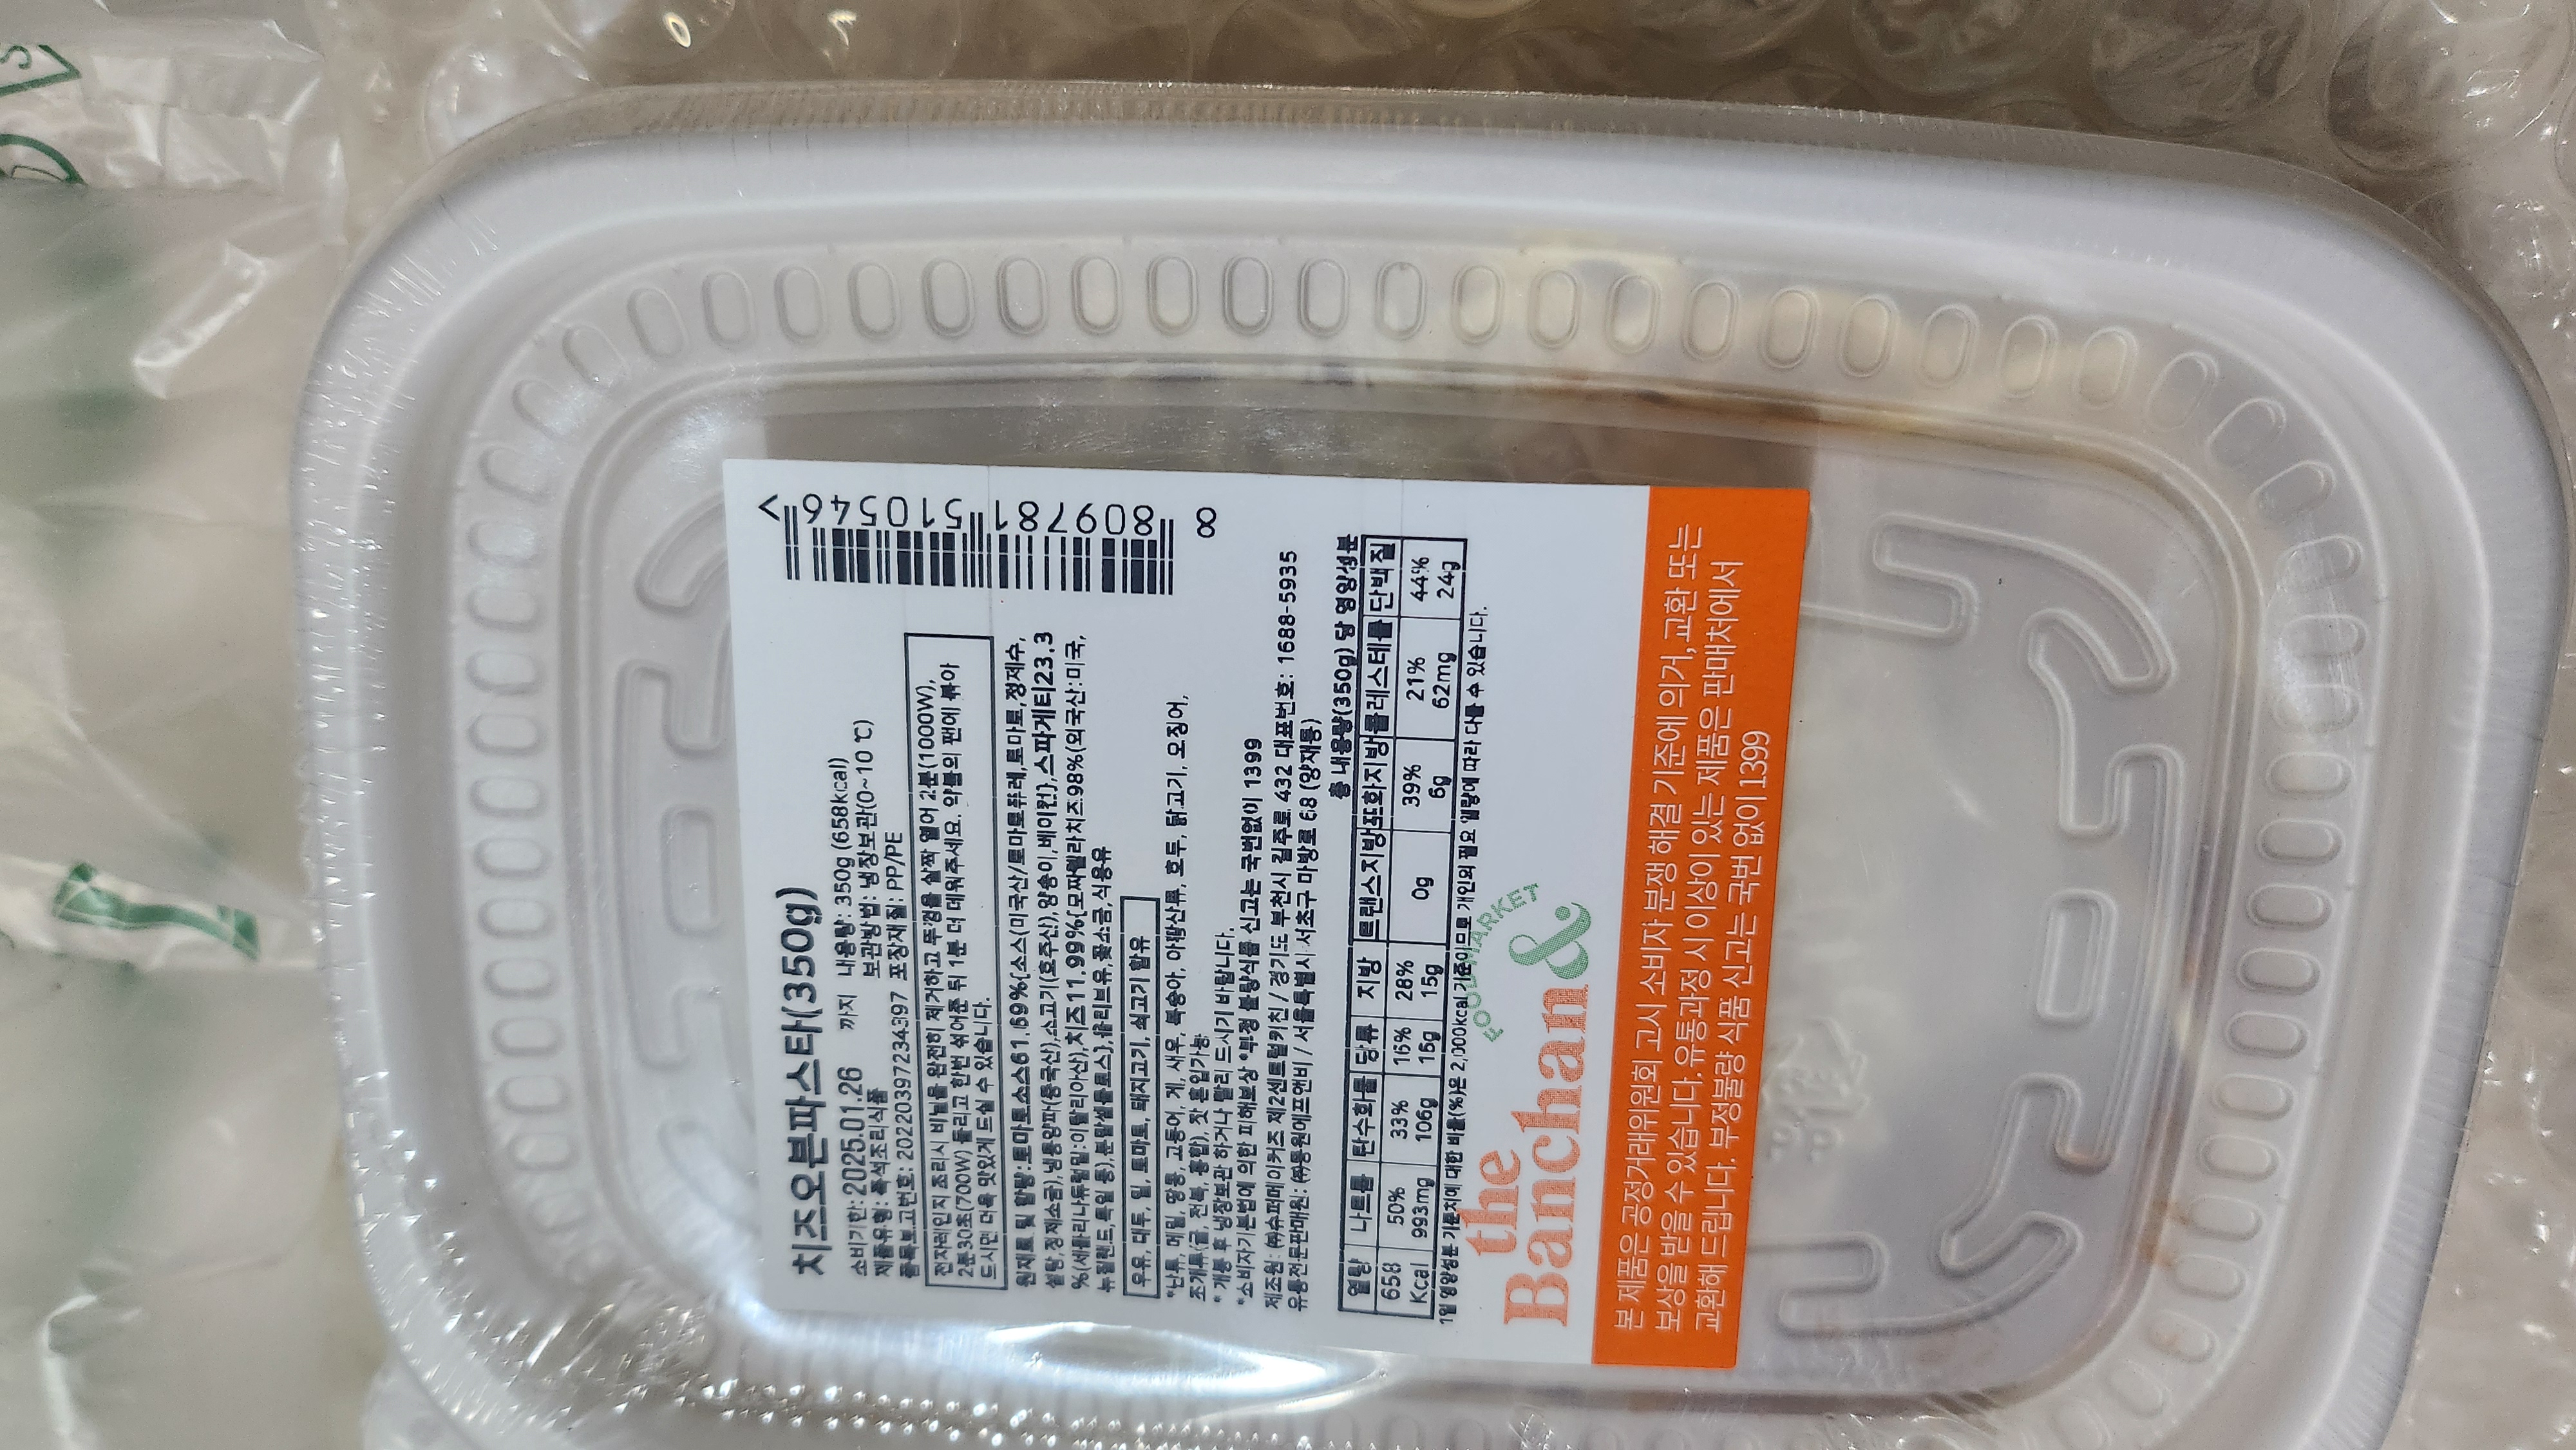 치즈오븐파스타(350g)
소비기한: 2025.01.26 까지 내용량: 350g (658kcal)
제품유형: 즉석조리식품 보관방법: 냉장보관(0~10℃)
품목보고번호: 20220397234397 포장재질: PP/PE
전자레인지 조리시 비닐을 완전히 제거하고 뚜껑을 살짝 열어 2분(1000W),
2분30초(700W) 돌리고 한번 섞어준 뒤 1분 더 데워주세요. 약불의 팬에 볶아
드시면 더욱 맛있게 드실 수 있습니다.
원재료 및 함량:토마토소스61.69%{소스(미국산/토마토퓨레,토마토,정제수,
설탕,정제소금),냉동양파(중국산),소고기(호주산),양송이,베이컨},스파게티23.3
%(세몰리나듀럼밀:이탈리아산),치즈11.99%{모짜렐라치즈:98%(외국산:미국,
뉴질랜드,독일 등),분말셀룰로스},올리브유,꽃소금,식용유
우유, 대두, 밀, 토마토, 돼지고기, 쇠고기 함유
*난류, 메밀, 땅콩, 고등어, 게, 새우, 복숭아, 아황산류, 호두, 닭고기, 오징어,
조개류(굴, 전복, 홍합), 잣 혼입가능
* 개봉 후 냉장보관 하거나 빨리 드시기 바랍니다.
*소비자기본법에 의한 피해보상 *부정 불량식품 신고는 국번없이 1399
제조원: ㈜슈퍼메이커즈 제2센트럴키친 / 경기도 부천시 길주로 432 대표번호: 1688-5935
유통전문판매원: ㈜동원에프앤비 / 서울특별시 서초구 마방로 68 (양재동)
8 809781 510546 >
8
총 내용량(350g) 당 영양성분
열량 나트륨 탄수화물 당류 지방 트랜스지방 포화지방 콜레스테롤 단백질
658 50% 33% 16% 28% 0g 39% 21% 44%
Kcal 993mg 106g 16g 15g 6g 62mg 24g
1일 영양성분 기준치에 대한 비율(%)은 2,000kcal 기준이므로 개인의 필요 열량에 따라 다를 수 있습니다.
the
Banchan &
FOOD MARKET
본 제품은 공정거래위원회 고시 소비자 분쟁 해결 기준에 의거, 교환 또는
보상을 받을 수 있습니다. 유통과정 시 이상이 있는 제품은 판매처에서
교환해 드립니다. 부정불량 식품 신고는 국번 없이 1399